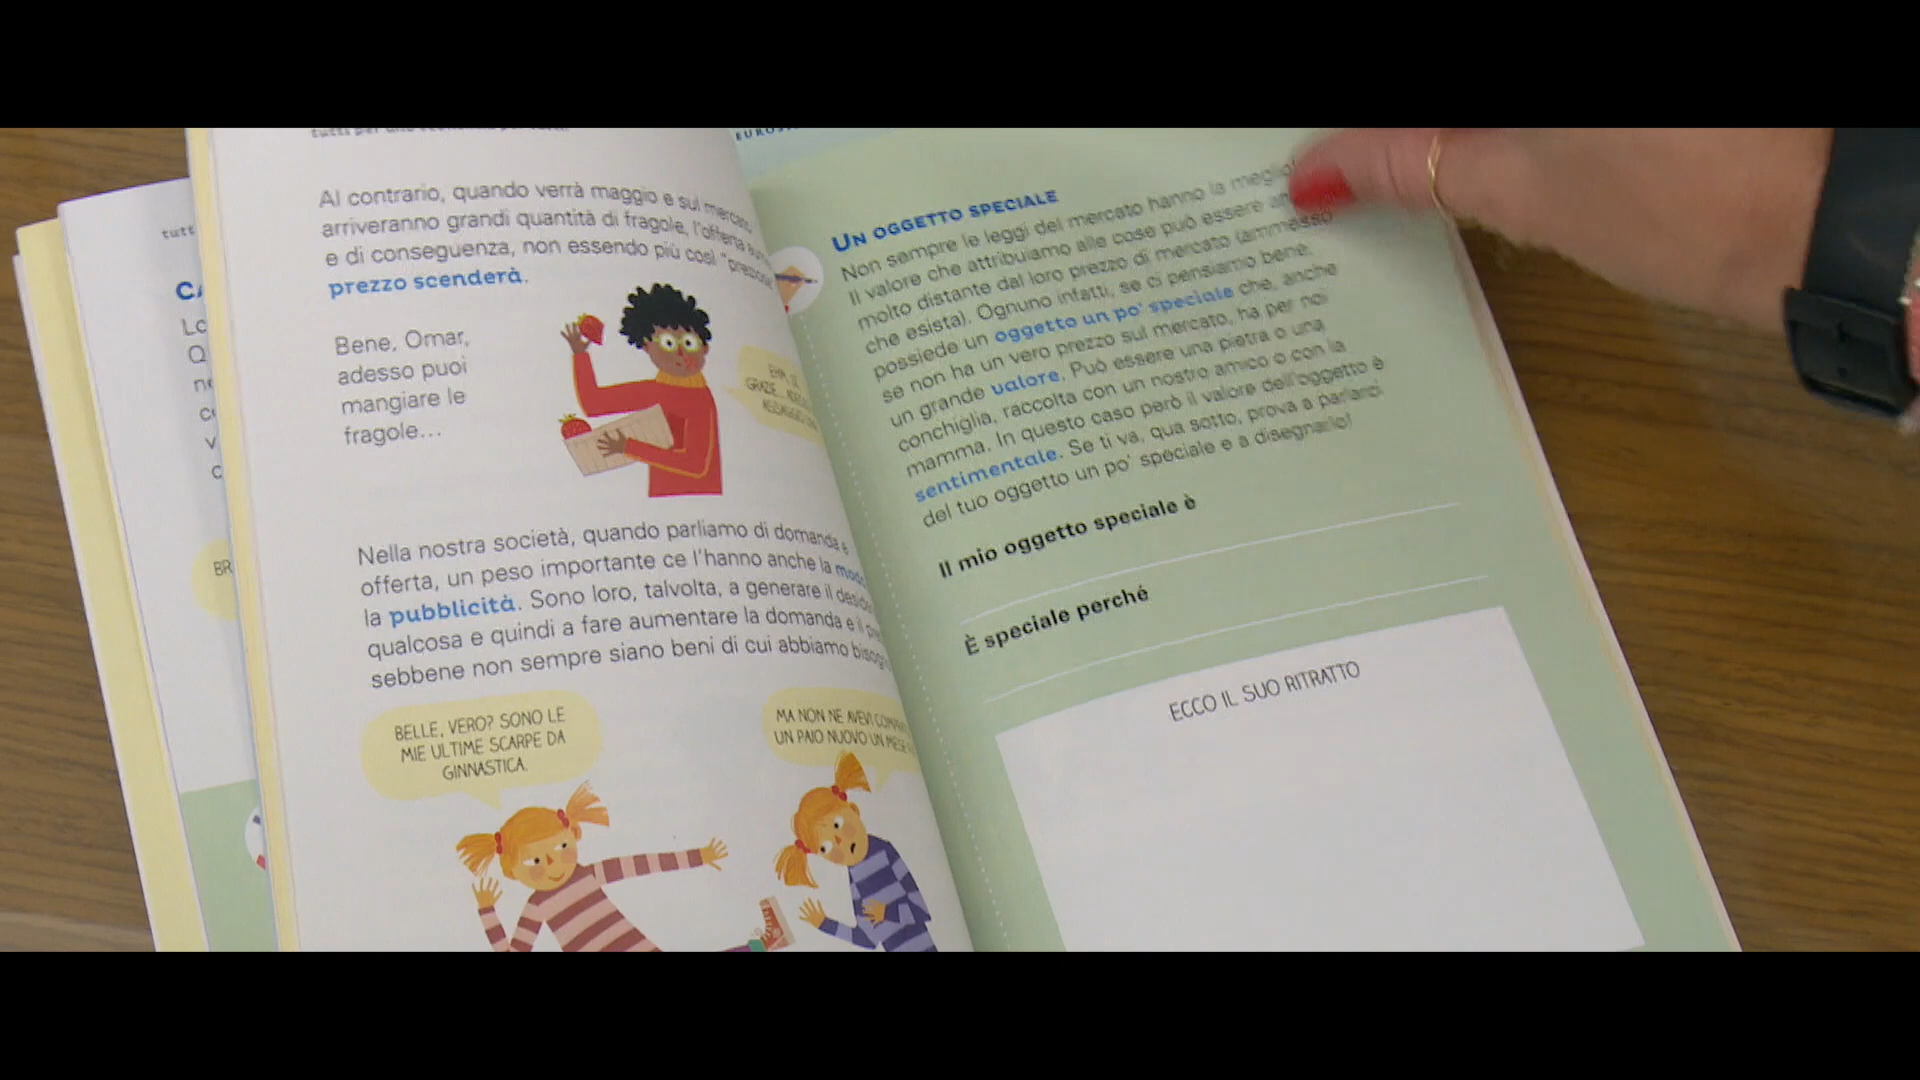 tutt
CA
Lo
Q
BR
Al contrario, quando verrà maggio e sul mercato
arriveranno grandi quantità di fragole, l'offerta
e di conseguenza, non essendo più così
prezzo scenderà.
Bene, Omar,
adesso puoi
mangiare le
fragole...
Nella nostra società, quando parliamo di domanda e
offerta, un peso importante ce l'hanno anche la
la pubblicità. Sono loro, talvolta, a generare il
qualcosa e quindi a fare aumentare la domanda e il
sebbene non sempre siano beni di cui abbiamo
BELLE, VERO? SONO LE
MIE ULTIME SCARPE DA
GINNASTICA.
MA NON NE AVEVI
UN PAIO NUOVO UN MESE
UN OGGETTO SPECIALE
Non sempre le leggi del mercato hanno la meglio!
Il valore che attribuiamo alle cose può essere
molto distante dal loro prezzo di mercato (ammesso
che esista). Ognuno infatti, se ci pensiamo bene,
possiede un oggetto un po' speciale che, anche
se non ha un vero prezzo sul mercato, ha per noi
un grande valore. Può essere una pietra o una
conchiglia, raccolta con un nostro amico o con la
mamma. In questo caso però il valore dell'oggetto è
sentimentale. Se ti va, qua sotto, prova a parlarci
del tuo oggetto un po' speciale e a disegnarlo!
Il mio oggetto speciale è
È speciale perché
ECCO IL SUO RITRATTO